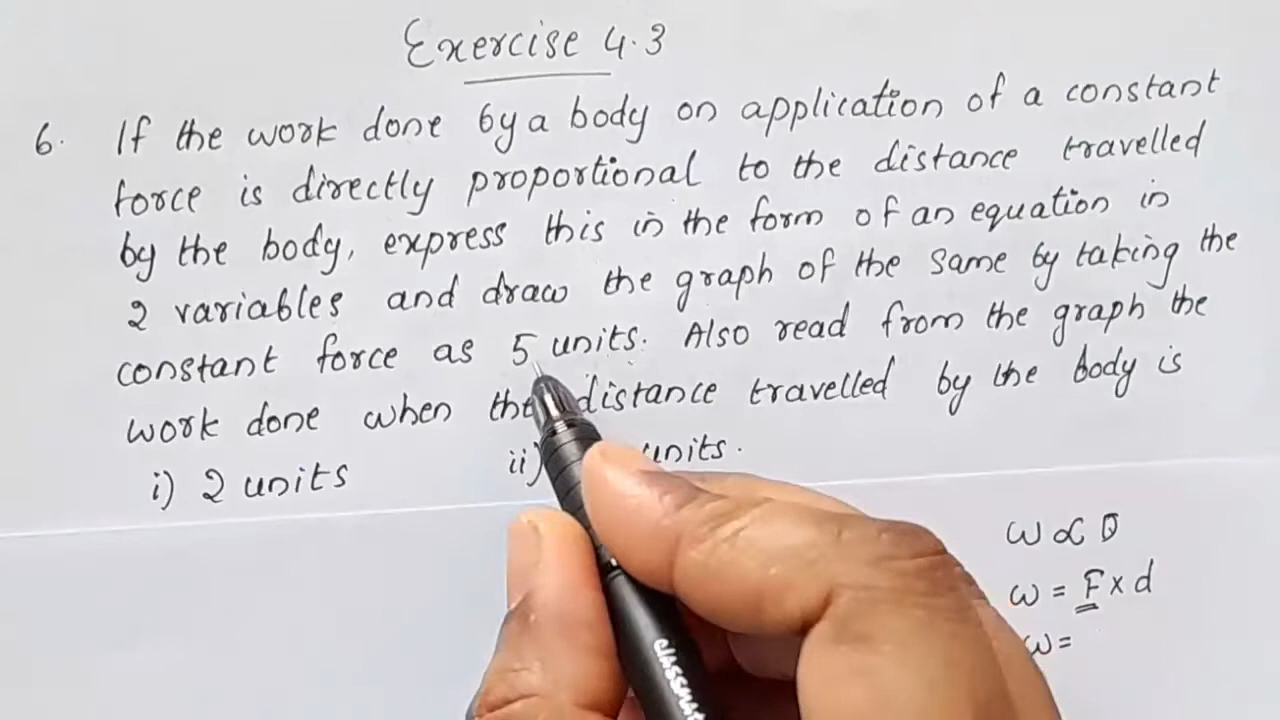 Exercise 4.3
6. If the work done by a body on application of a constant
force is directly proportional to the distance travelled
by the body, express this in the form of an equation in
2 variables and draw the graph of the same by taking the
constant force as 5 units. Also read from the graph the
work done when the distance travelled by the body is
i) 2 units ii) units.
W ∝ D
W = F × d
W =
CLASSMATE